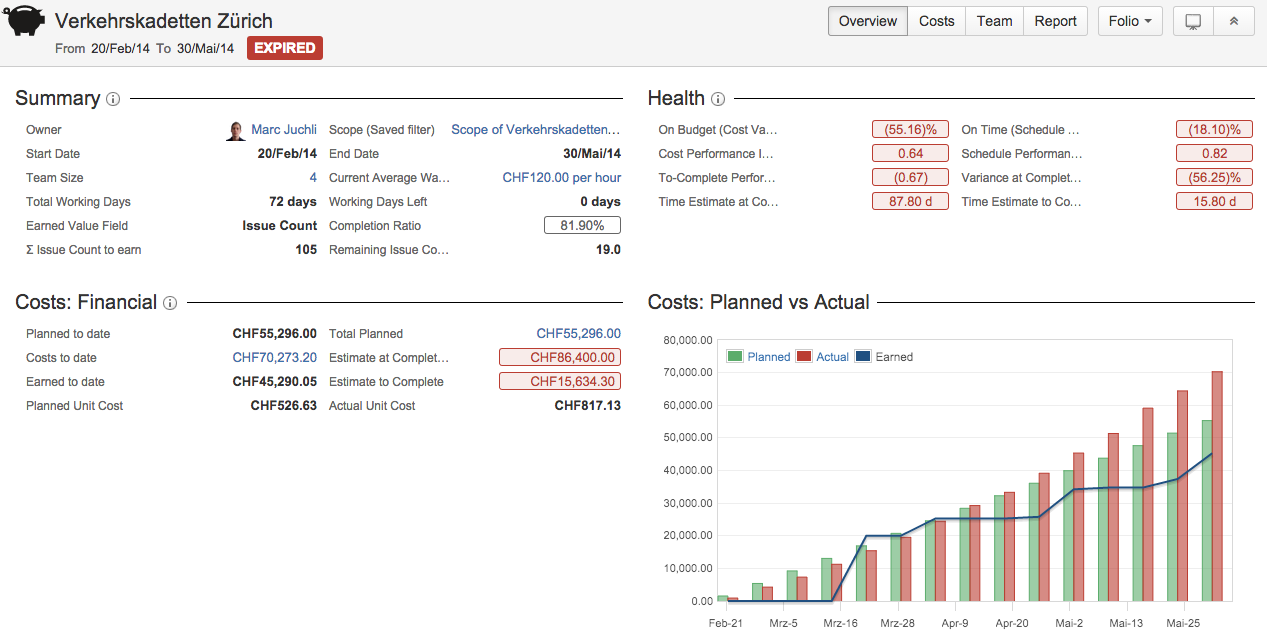 Verkehrskadetten Zürich
From 20/Feb/14 To 30/Mai/14 EXPIRED
Overview Costs Team Report Folio
Summary
Owner Marc Juchli Scope (Saved filter) Scope of Verkehrskadetten...
Start Date 20/Feb/14 End Date 30/Mai/14
Team Size 4 Current Average Wa... CHF120.00 per hour
Total Working Days 72 days Working Days Left 0 days
Earned Value Field Issue Count Completion Ratio 81.90%
Σ Issue Count to earn 105 Remaining Issue Co... 19.0
Health
On Budget (Cost Va... (55.16)% On Time (Schedule ... (18.10)%
Cost Performance I... 0.64 Schedule Performan... 0.82
To-Complete Perfor... (0.67) Variance at Complet... (56.25)%
Time Estimate at Co... 87.80 d Time Estimate to Co... 15.80 d
Costs: Financial
Planned to date CHF55,296.00 Total Planned CHF55,296.00
Costs to date CHF70,273.20 Estimate at Complet... CHF86,400.00
Earned to date CHF45,290.05 Estimate to Complete CHF15,634.30
Planned Unit Cost CHF526.63 Actual Unit Cost CHF817.13
Costs: Planned vs Actual
Planned Actual Earned
80,000.00
70,000.00
60,000.00
50,000.00
40,000.00
30,000.00
20,000.00
10,000.00
0.00
Feb-21 Mrz-5 Mrz-16 Mrz-28 Apr-9 Apr-20 Mai-2 Mai-13 Mai-25